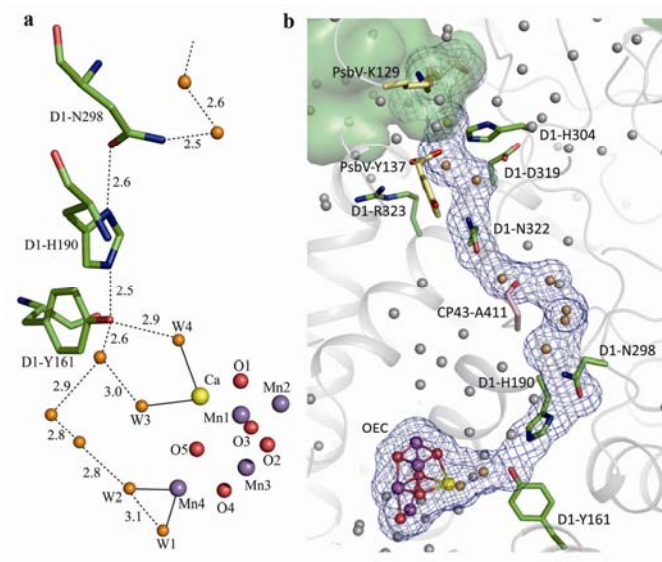 a
b
D1-N298
2.6
2.5
2.6
D1-H190
2.5
D1-Y161
2.6
2.9
W4
2.9
3.0
Ca
O1
Mn2
2.8
W3
Mn1
O3
O2
O5
2.8
Mn3
W2
Mn4
O4
3.1
W1
PsbV-K129
D1-H304
PsbV-Y137
D1-D319
D1-R323
D1-N322
CP43-A411
D1-N298
D1-H190
OEC
D1-Y161